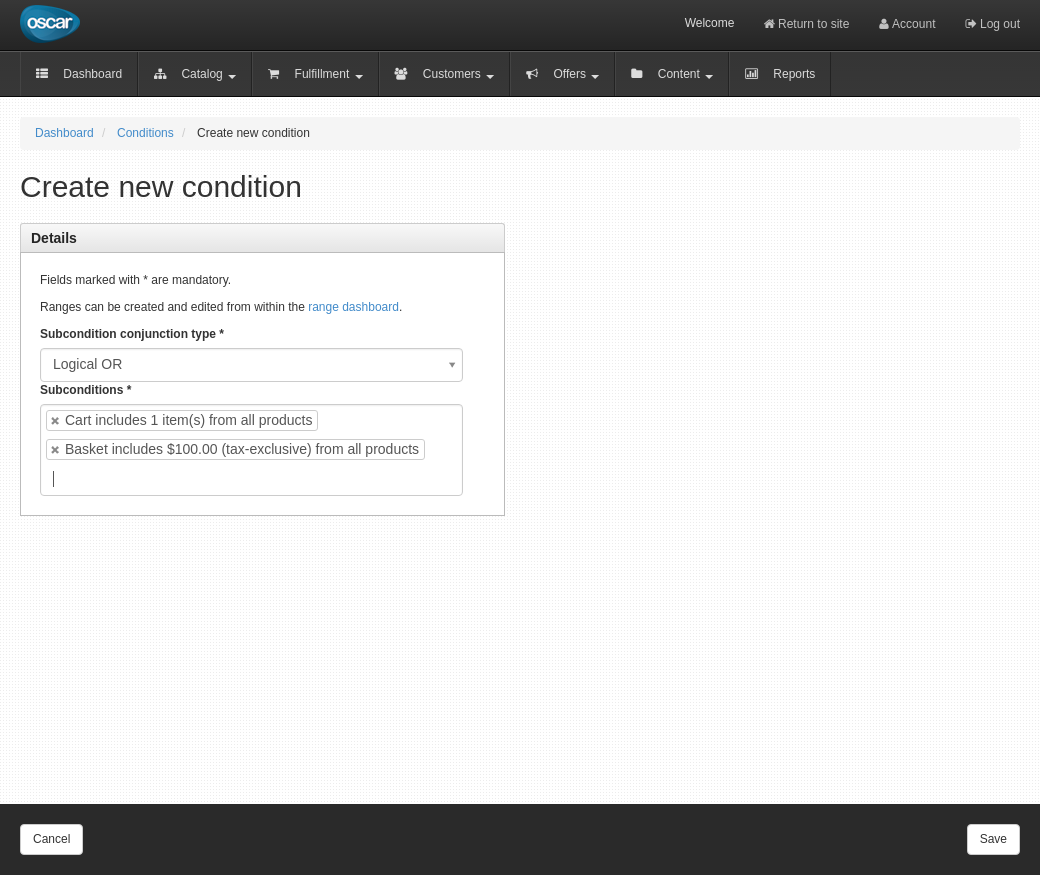 oscar
Welcome Return to site Account Log out
Dashboard Catalog Fulfillment Customers Offers Content Reports
Dashboard / Conditions / Create new condition
Create new condition
Details
Fields marked with * are mandatory.
Ranges can be created and edited from within the range dashboard.
Subcondition conjunction type *
Logical OR
Subconditions *
Cart includes 1 item(s) from all products
Basket includes $100.00 (tax-exclusive) from all products
Cancel Save